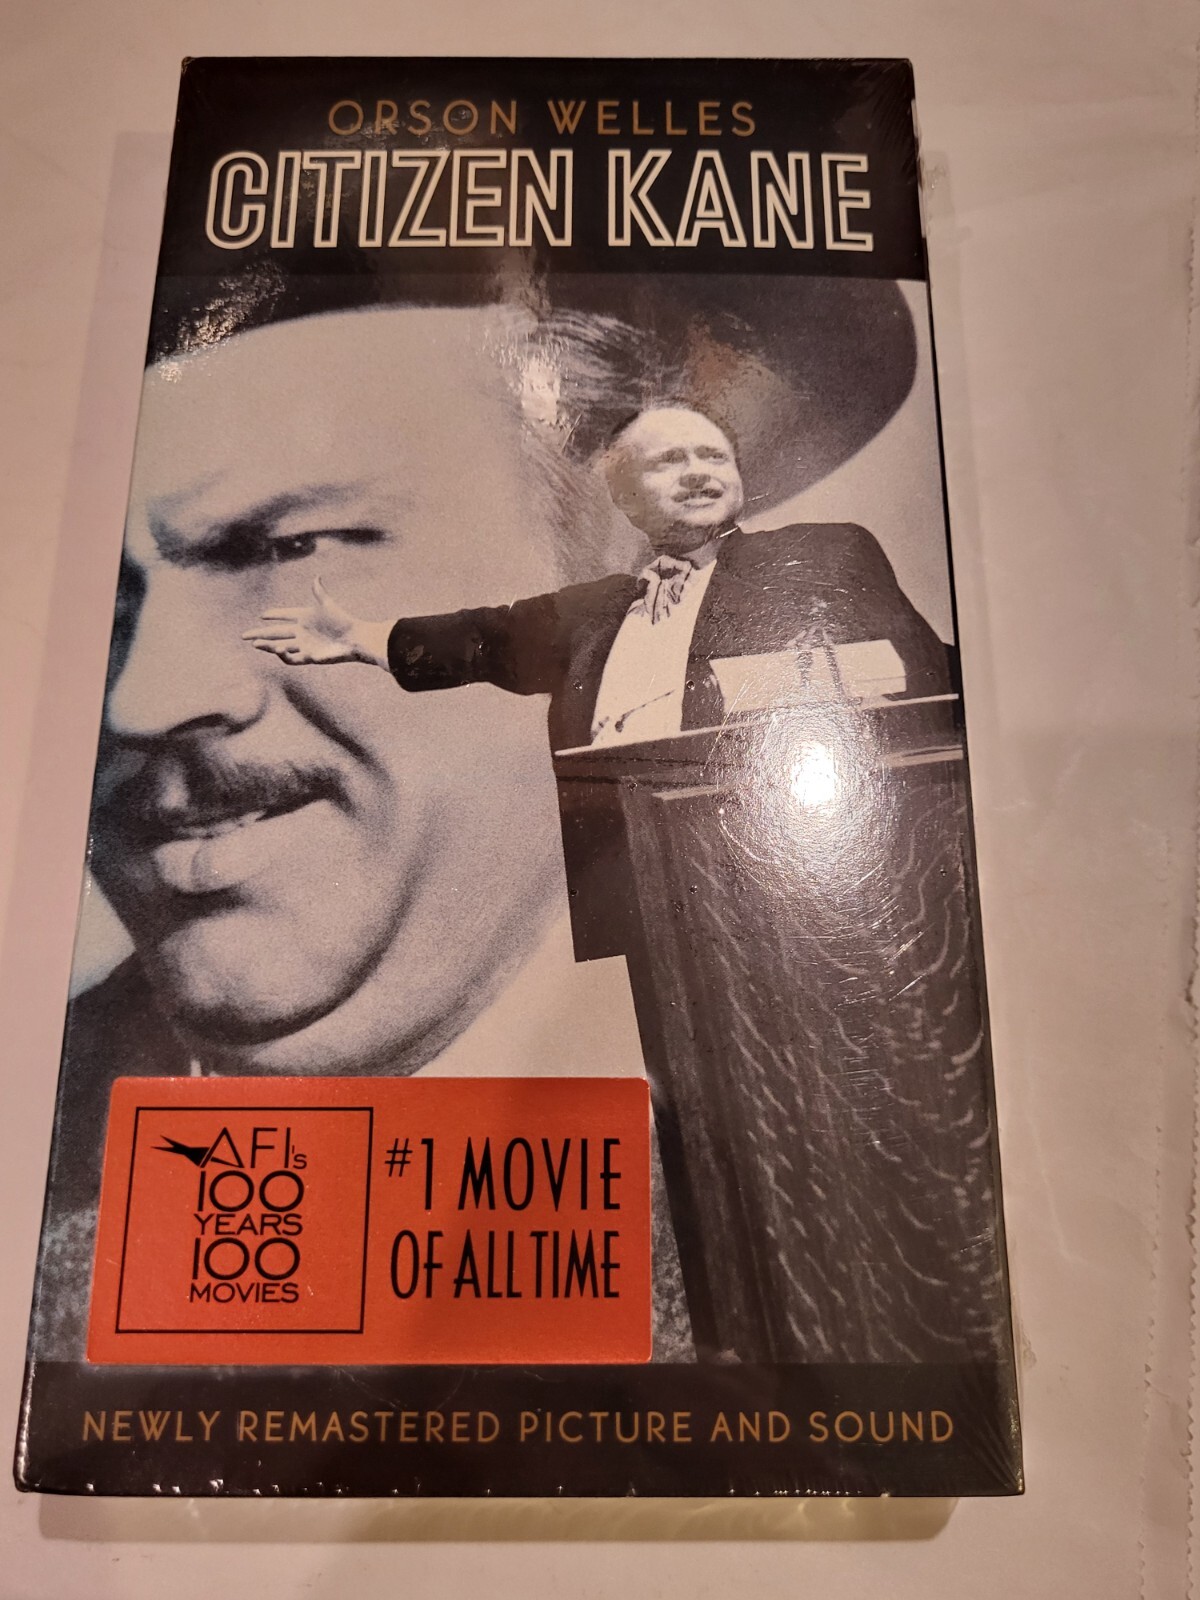 ORSON WELLES
CITIZEN KANE
AFI's
100
YEARS
100
MOVIES
#1 MOVIE
OF ALL TIME
NEWLY REMASTERED PICTURE AND SOUND